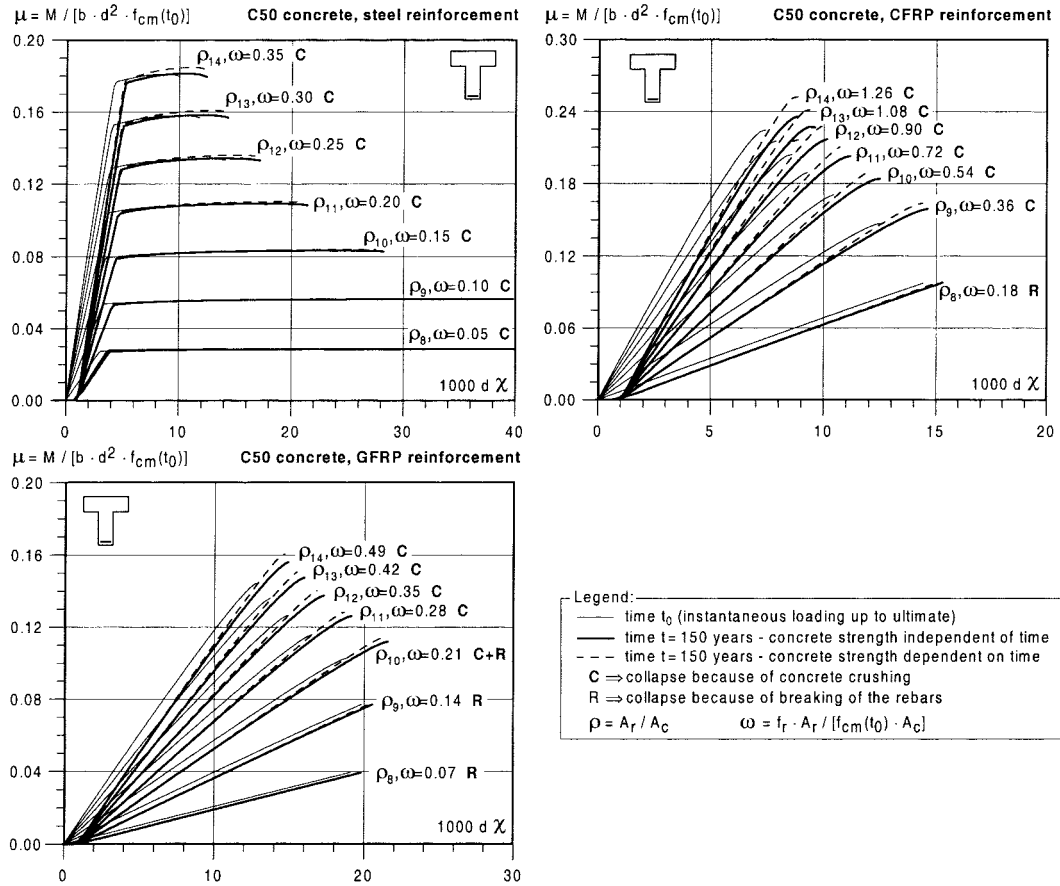 μ = M / [b · d² · f_cm(t₀)] C50 concrete, steel reinforcement
0.20
0.16
0.12
0.08
0.04
0.00
ρ₁₄,ω=0.35 C
ρ₁₃,ω=0.30 C
ρ₁₂,ω=0.25 C
ρ₁₁,ω=0.20 C
ρ₁₀,ω=0.15 C
ρ₉,ω=0.10 C
ρ₈,ω=0.05 C
1000 d χ
0 10 20 30 40
μ = M / [b · d² · f_cm(t₀)] C50 concrete, CFRP reinforcement
0.30
0.24
0.18
0.12
0.06
0.00
ρ₁₄,ω=1.26 C
ρ₁₃,ω=1.08 C
ρ₁₂,ω=0.90 C
ρ₁₁,ω=0.72 C
ρ₁₀,ω=0.54 C
ρ₉,ω=0.36 C
ρ₈,ω=0.18 R
1000 d χ
0 5 10 15 20
μ = M / [b · d² · f_cm(t₀)] C50 concrete, GFRP reinforcement
0.20
0.16
0.12
0.08
0.04
0.00
ρ₁₄,ω=0.49 C
ρ₁₃,ω=0.42 C
ρ₁₂,ω=0.35 C
ρ₁₁,ω=0.28 C
ρ₁₀,ω=0.21 C+R
ρ₉,ω=0.14 R
ρ₈,ω=0.07 R
1000 d χ
0 10 20 30
Legend:
time t₀ (instantaneous loading up to ultimate)
time t= 150 years - concrete strength independent of time
time t= 150 years - concrete strength dependent on time
C ⇒ collapse because of concrete crushing
R ⇒ collapse because of breaking of the rebars
ρ = A_r / A_c ω = f_r · A_r / [f_cm(t₀) · A_c]